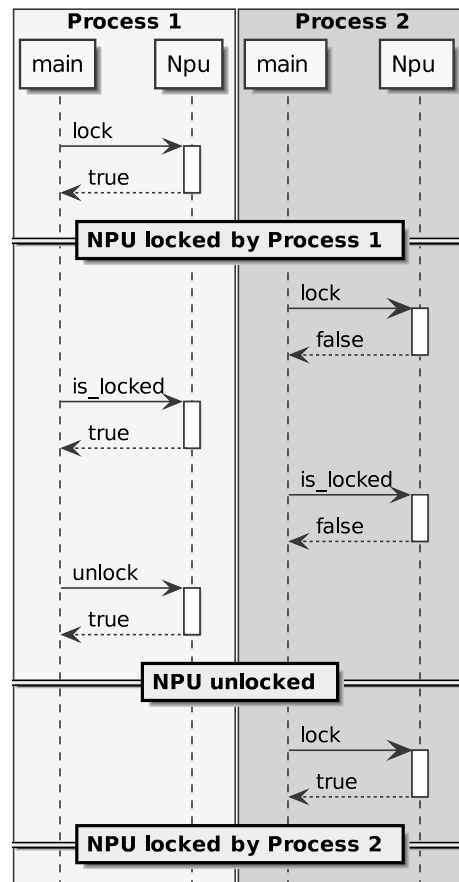 Process 1
Process 2
main
Npu
main
Npu
lock
true
NPU locked by Process 1
lock
false
is_locked
true
is_locked
false
unlock
true
NPU unlocked
lock
true
NPU locked by Process 2